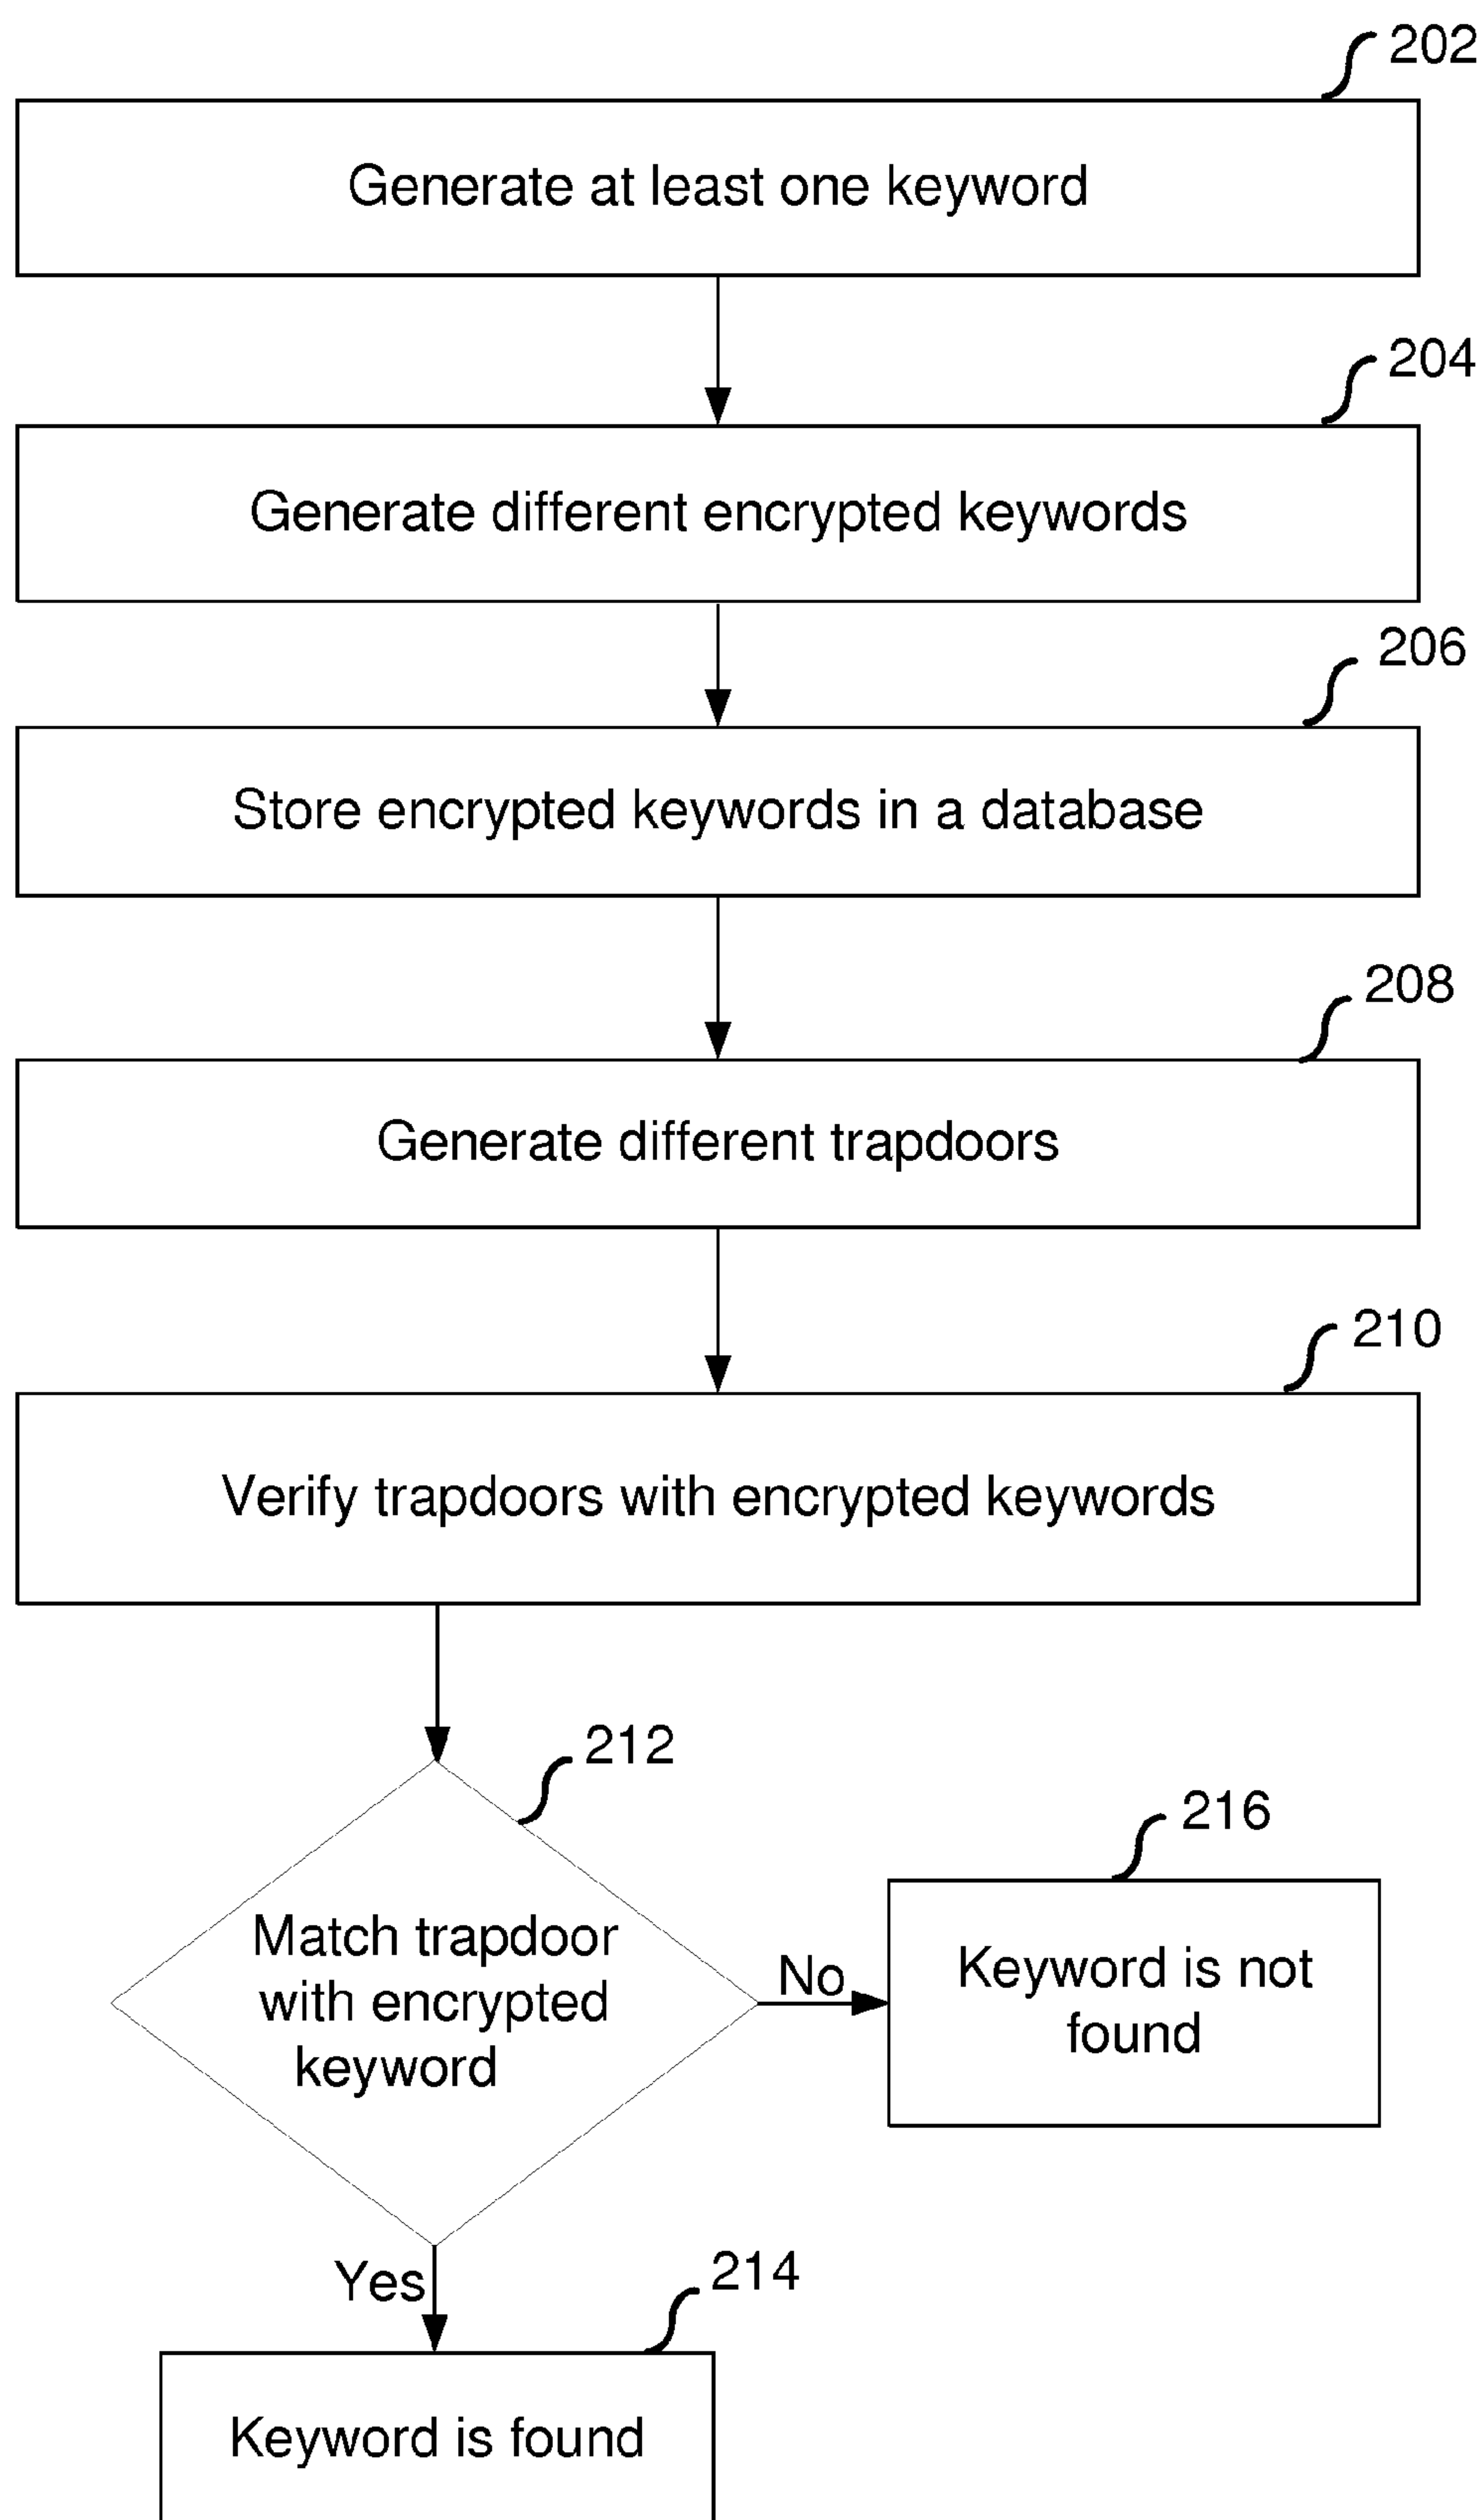 202
Generate at least one keyword
204
Generate different encrypted keywords
206
Store encrypted keywords in a database
208
Generate different trapdoors
210
Verify trapdoors with encrypted keywords
212
216
Match trapdoor
with encrypted
keyword
No
Keyword is not
found
Yes
214
Keyword is found